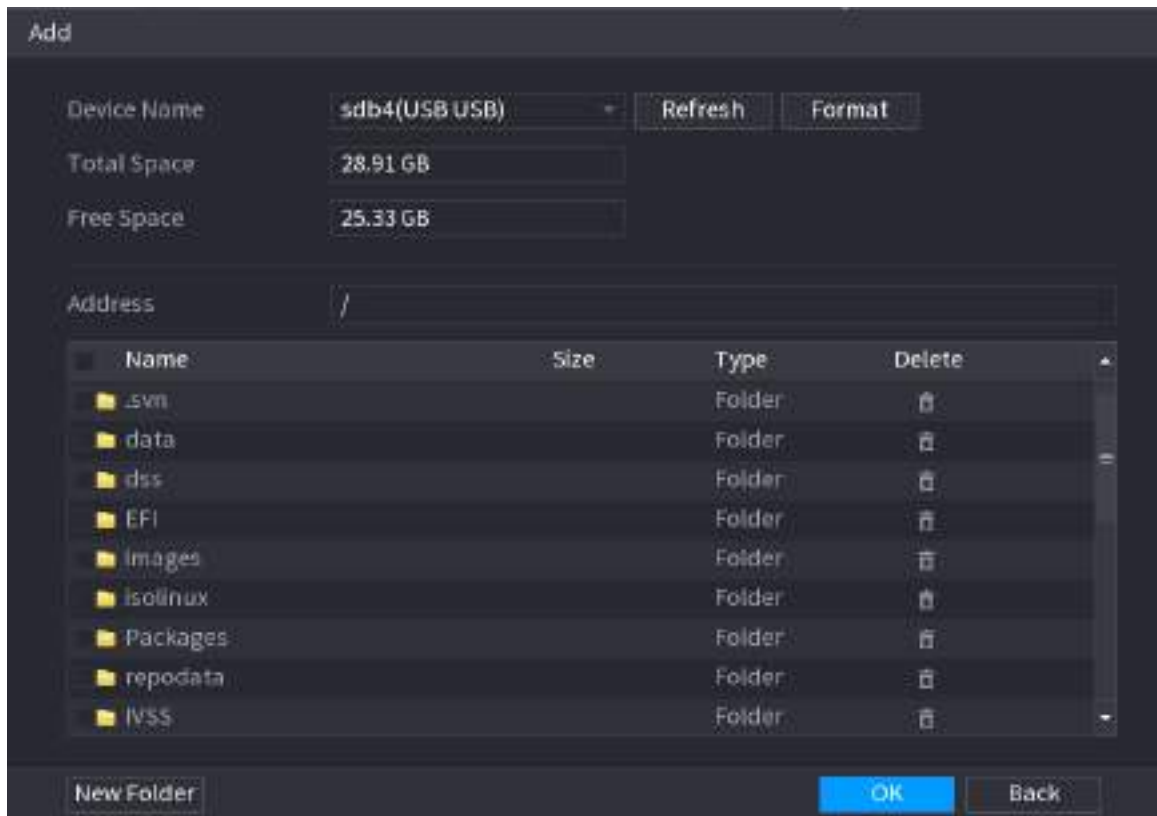 Add
Device Name sdb4(USB USB) Refresh Format
Total Space 28.91 GB
Free Space 25.33 GB
Address /
Name Size Type Delete
.svn Folder
data Folder
dss Folder
EFI Folder
images Folder
isolinux Folder
Packages Folder
repodata Folder
IVSS Folder
New Folder OK Back